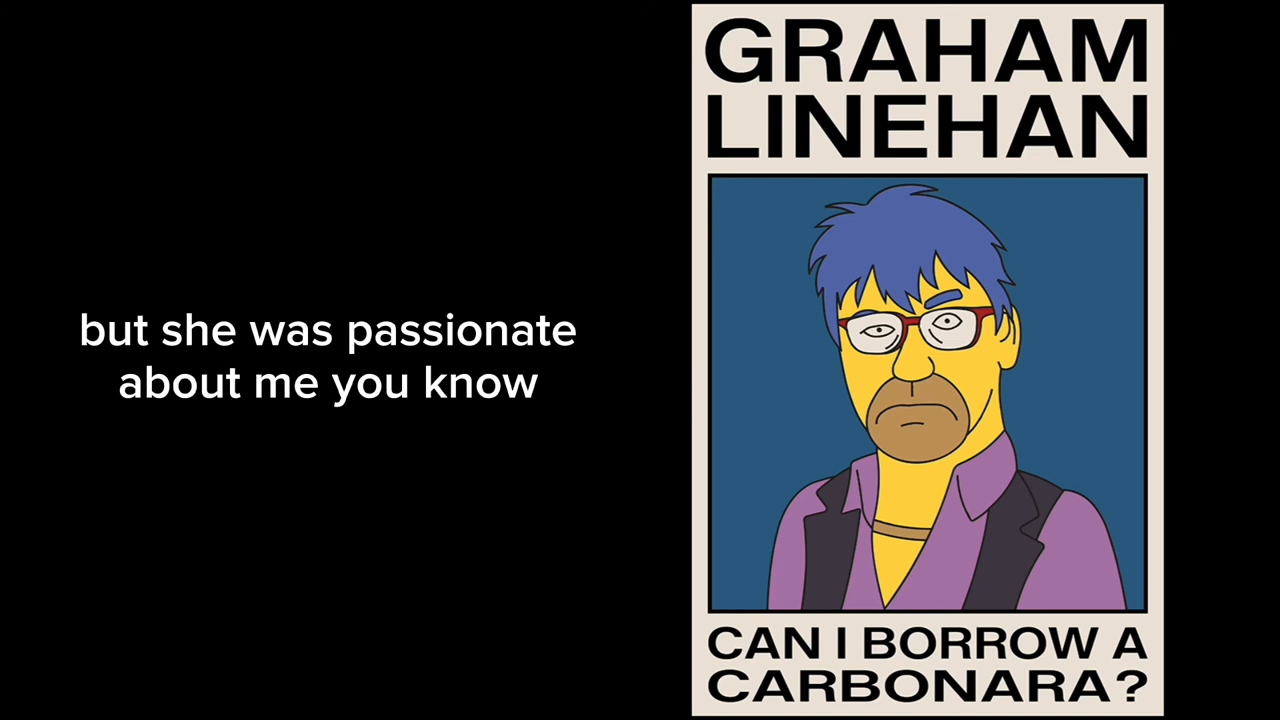 but she was passionate
about me you know
GRAHAM
LINEHAN
CAN I BORROW A
CARBONARA?